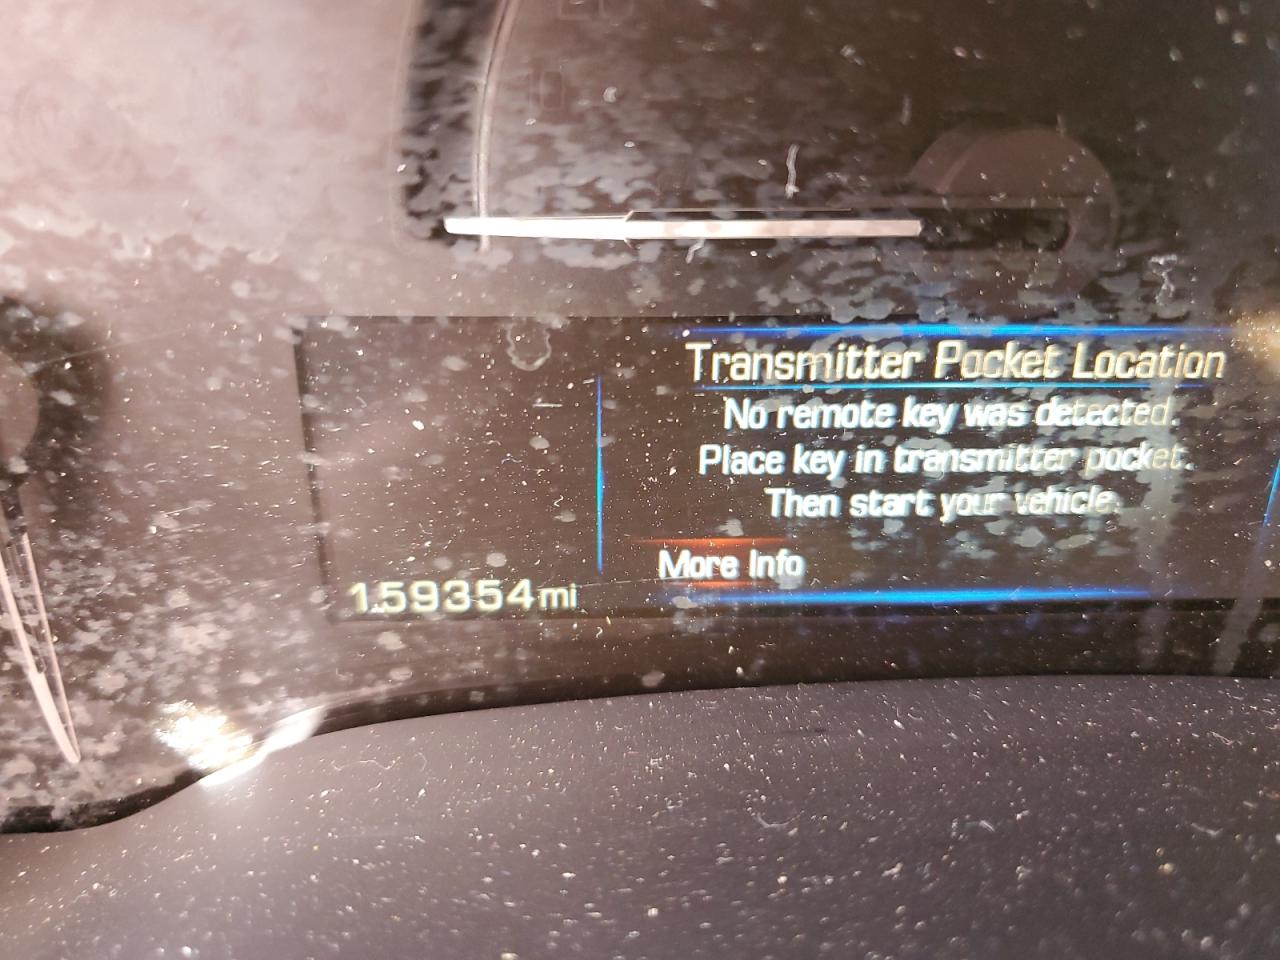 Transmitter Pocket Location
No remote key was detected.
Place key in transmitter pocket.
Then start your vehicle.
More Info
159354mi